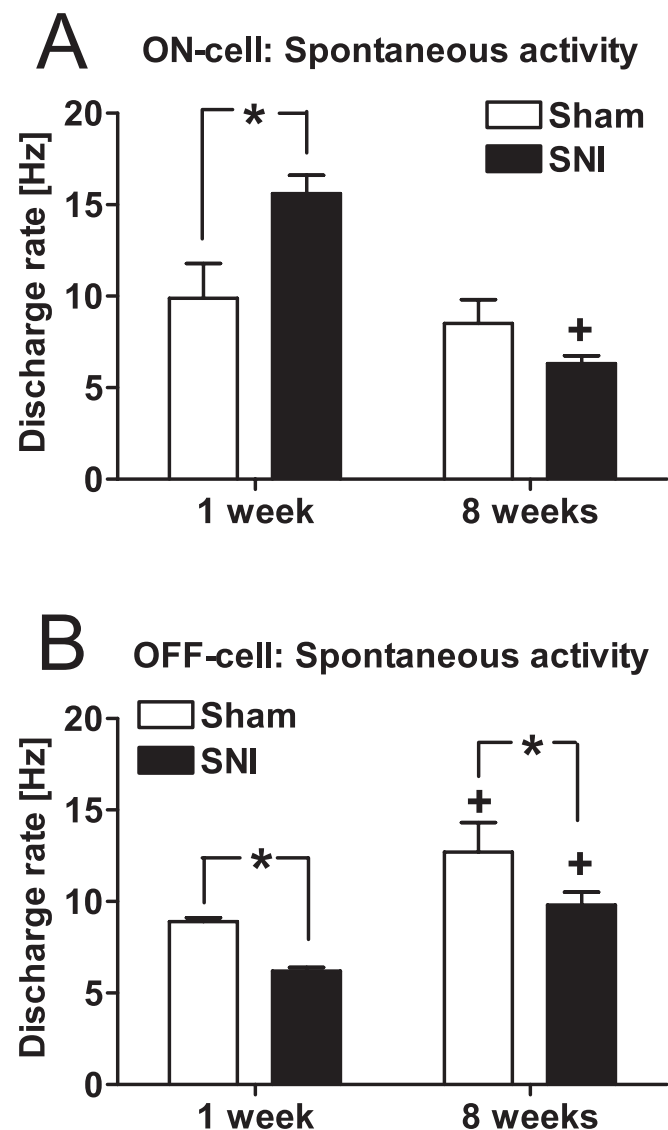 A ON-cell: Spontaneous activity
Discharge rate [Hz]
20
15
10
5
0
*
Sham
SNI
+
1 week 8 weeks
B OFF-cell: Spontaneous activity
Discharge rate [Hz]
20
15
10
5
0
Sham
SNI
*
*
+
+
1 week 8 weeks